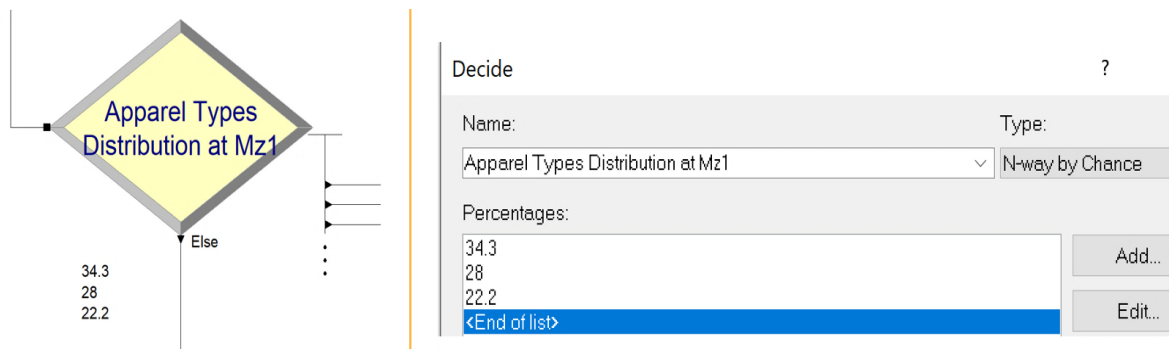 Apparel Types
Distribution at Mz1
Else
34.3
28
22.2
Decide
?
Name:
Type:
Apparel Types Distribution at Mz1
N-way by Chance
Percentages:
34.3
28
22.2
<End of list>
Add...
Edit...